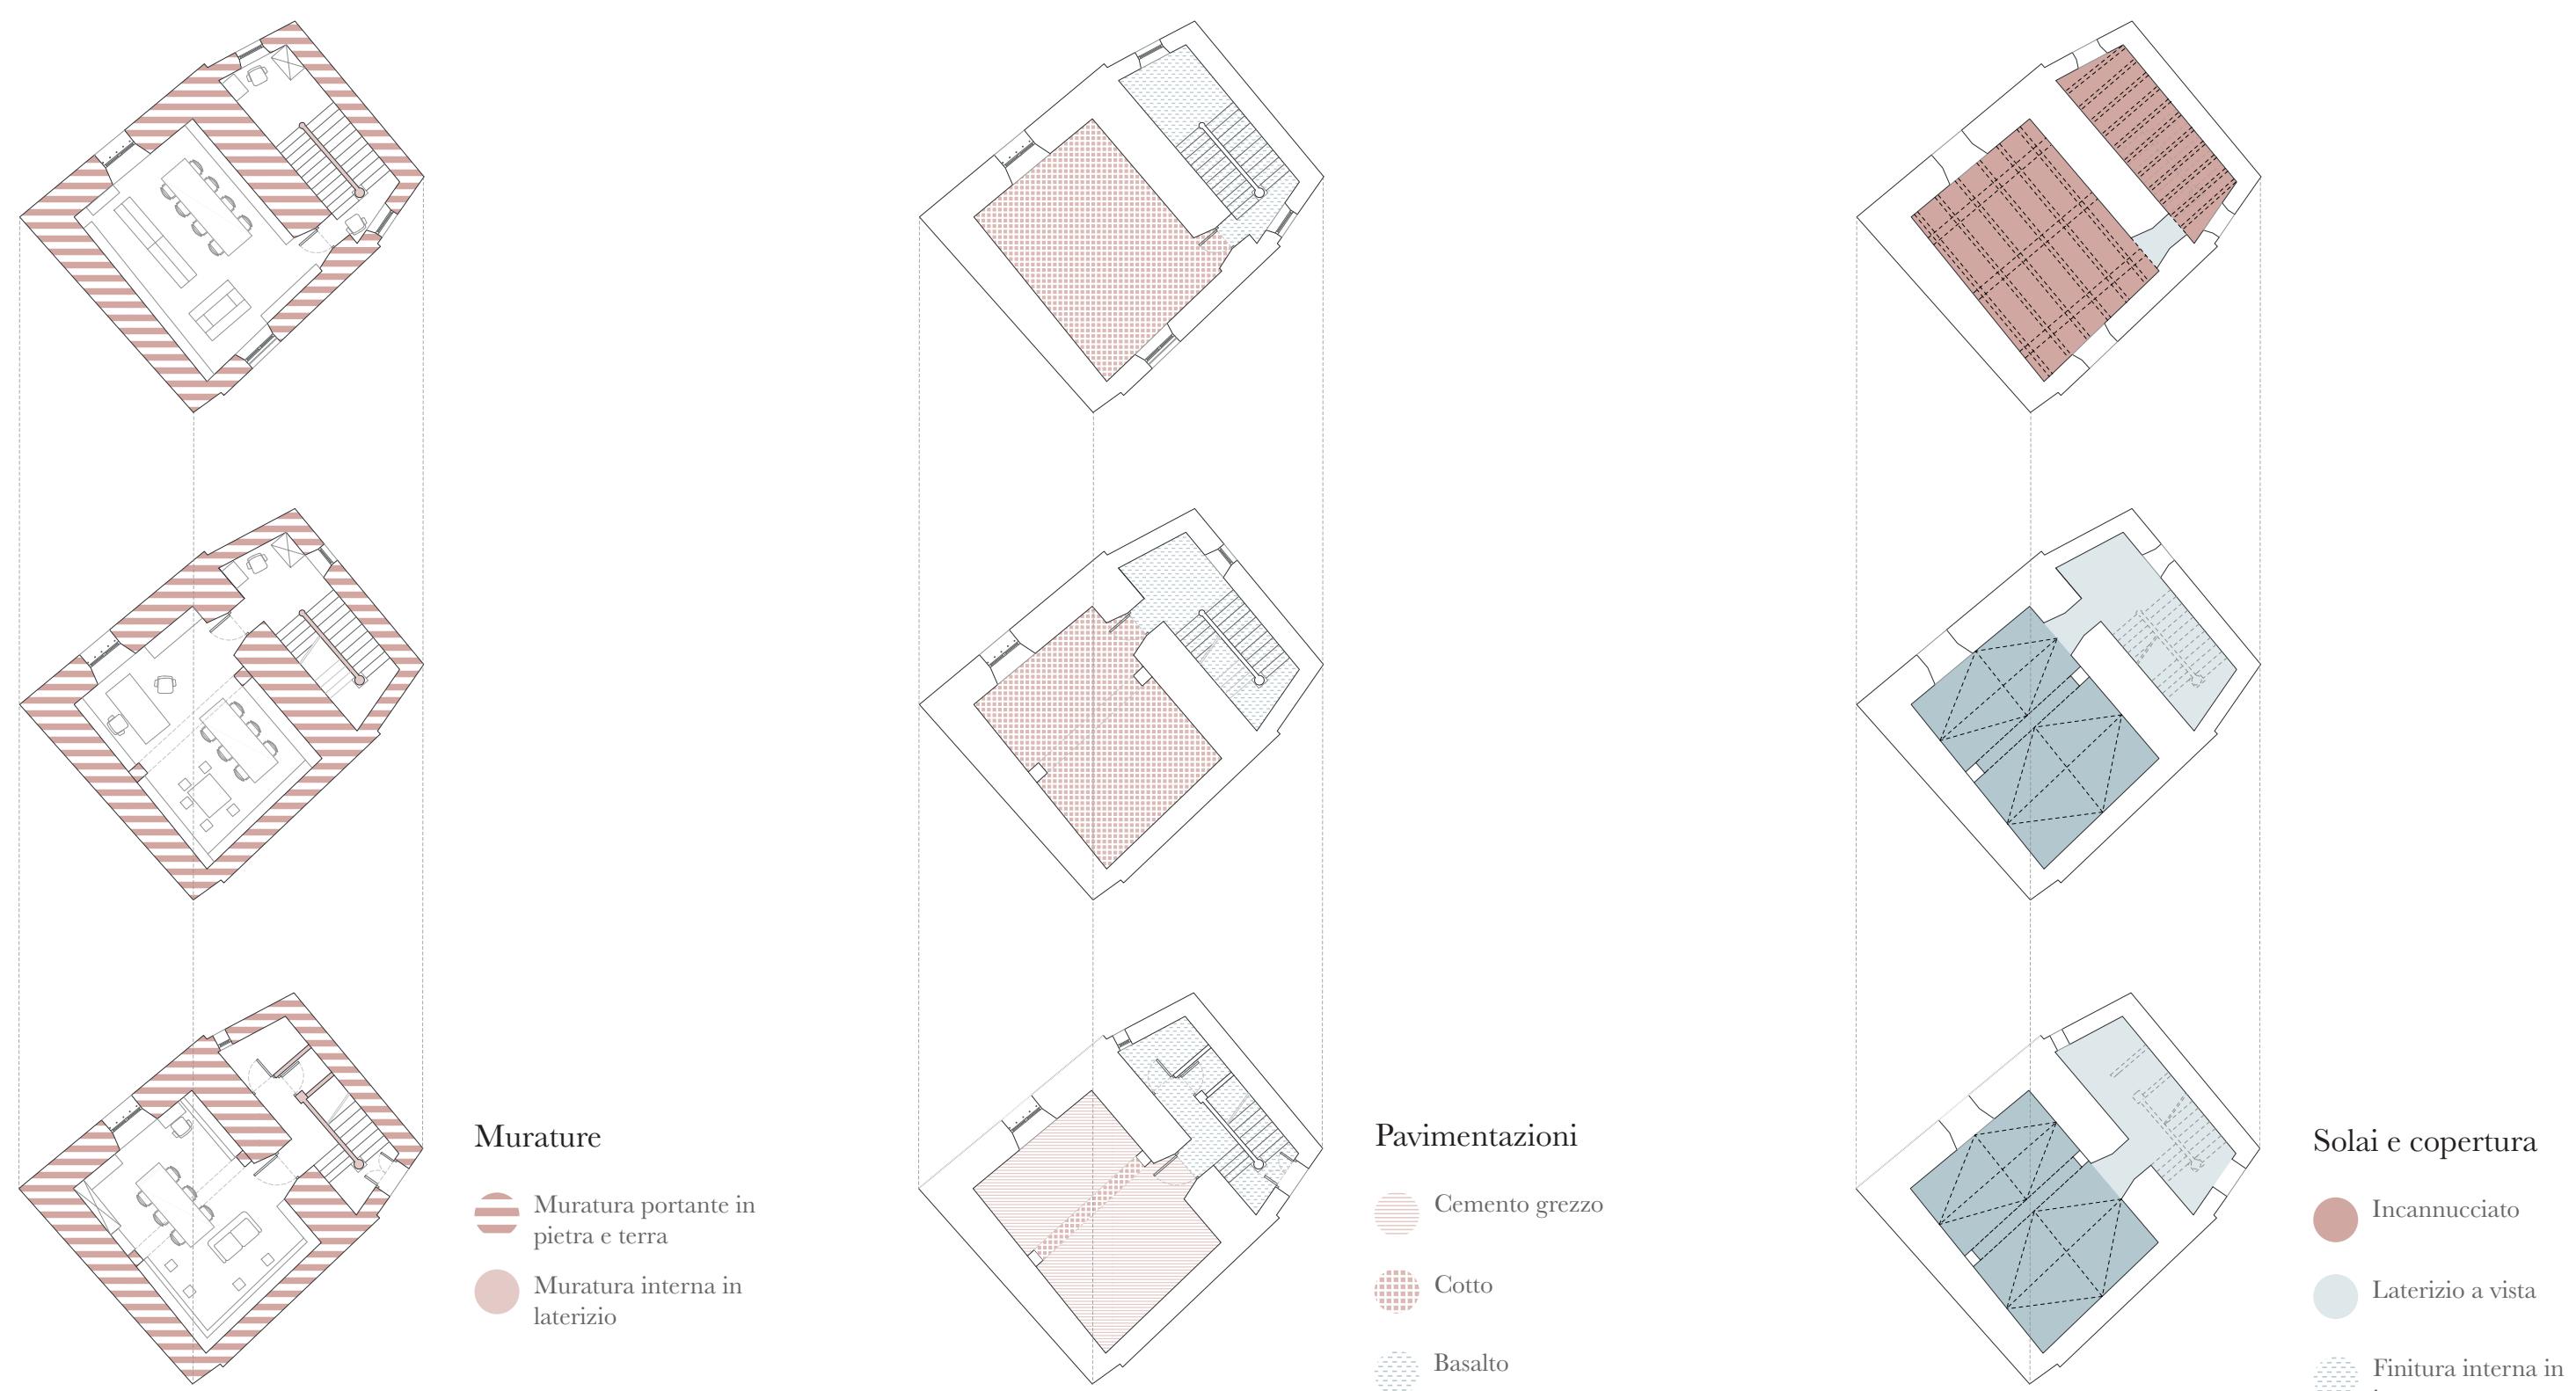 Murature
Muratura portante in
pietra e terra
Muratura interna in
laterizio
Pavimentazioni
Cemento grezzo
Cotto
Basalto
Solai e copertura
Incannucciato
Laterizio a vista
Finitura interna in